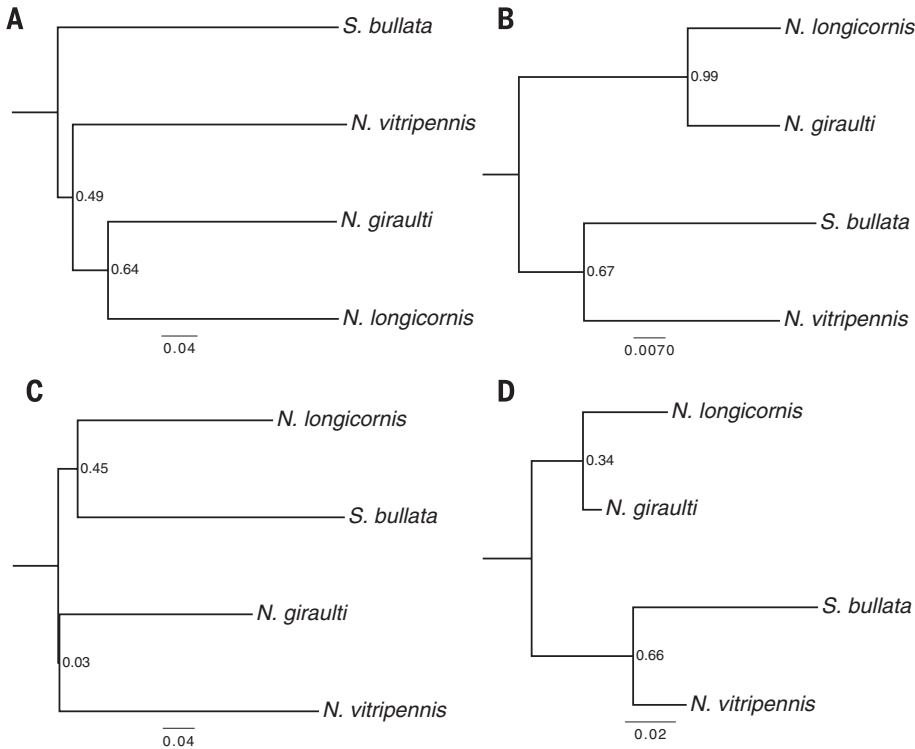 A
S. bullata
N. vitripennis
0.49
N. giraulti
0.64
N. longicornis
0.04
B
N. longicornis
0.99
N. giraulti
S. bullata
0.67
N. vitripennis
0.0070
C
N. longicornis
0.45
S. bullata
N. giraulti
0.03
N. vitripennis
0.04
D
N. longicornis
0.34
N. giraulti
S. bullata
0.66
N. vitripennis
0.02